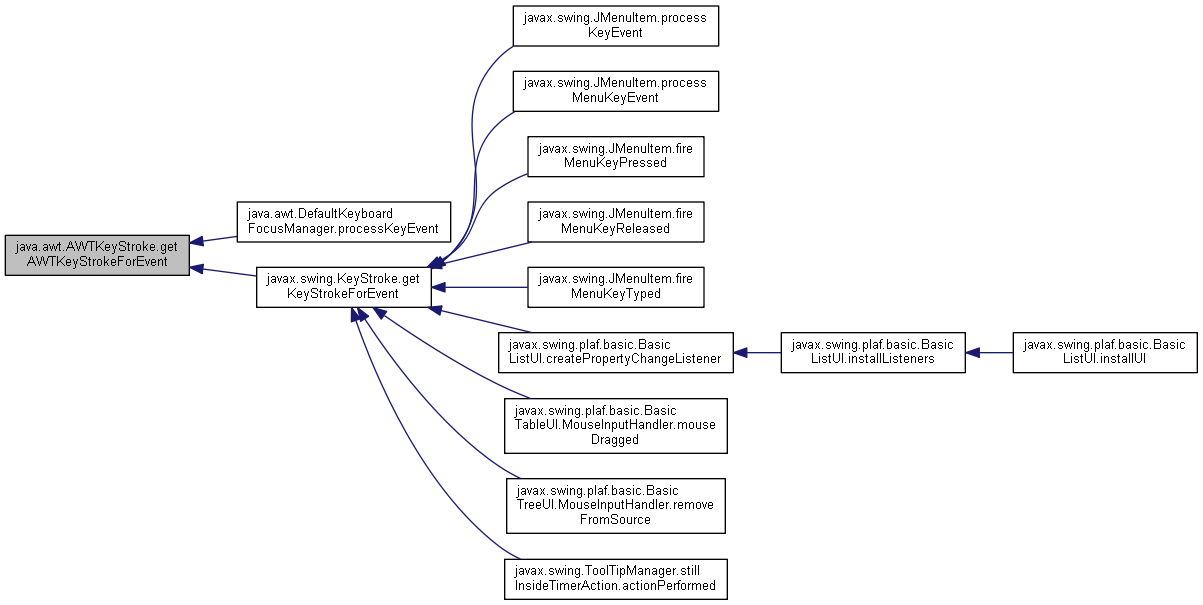 javax.swing.JMenuItem.process
KeyEvent
javax.swing.JMenuItem.process
MenuKeyEvent
javax.swing.JMenuItem.fire
MenuKeyPressed
java.awt.DefaultKeyboard
FocusManager.processKeyEvent
javax.swing.JMenuItem.fire
MenuKeyReleased
java.awt.AWTKeyStroke.get
AWTKeyStrokeForEvent
javax.swing.KeyStroke.get
KeyStrokeForEvent
javax.swing.JMenuItem.fire
MenuKeyTyped
javax.swing.plaf.basic.Basic
ListUI.createPropertyChangeListener
javax.swing.plaf.basic.Basic
ListUI.installListeners
javax.swing.plaf.basic.Basic
ListUI.installUI
javax.swing.plaf.basic.Basic
TableUI.MouseInputHandler.mouse
Dragged
javax.swing.plaf.basic.Basic
TreeUI.MouseInputHandler.remove
FromSource
javax.swing.ToolTipManager.still
InsideTimerAction.actionPerformed